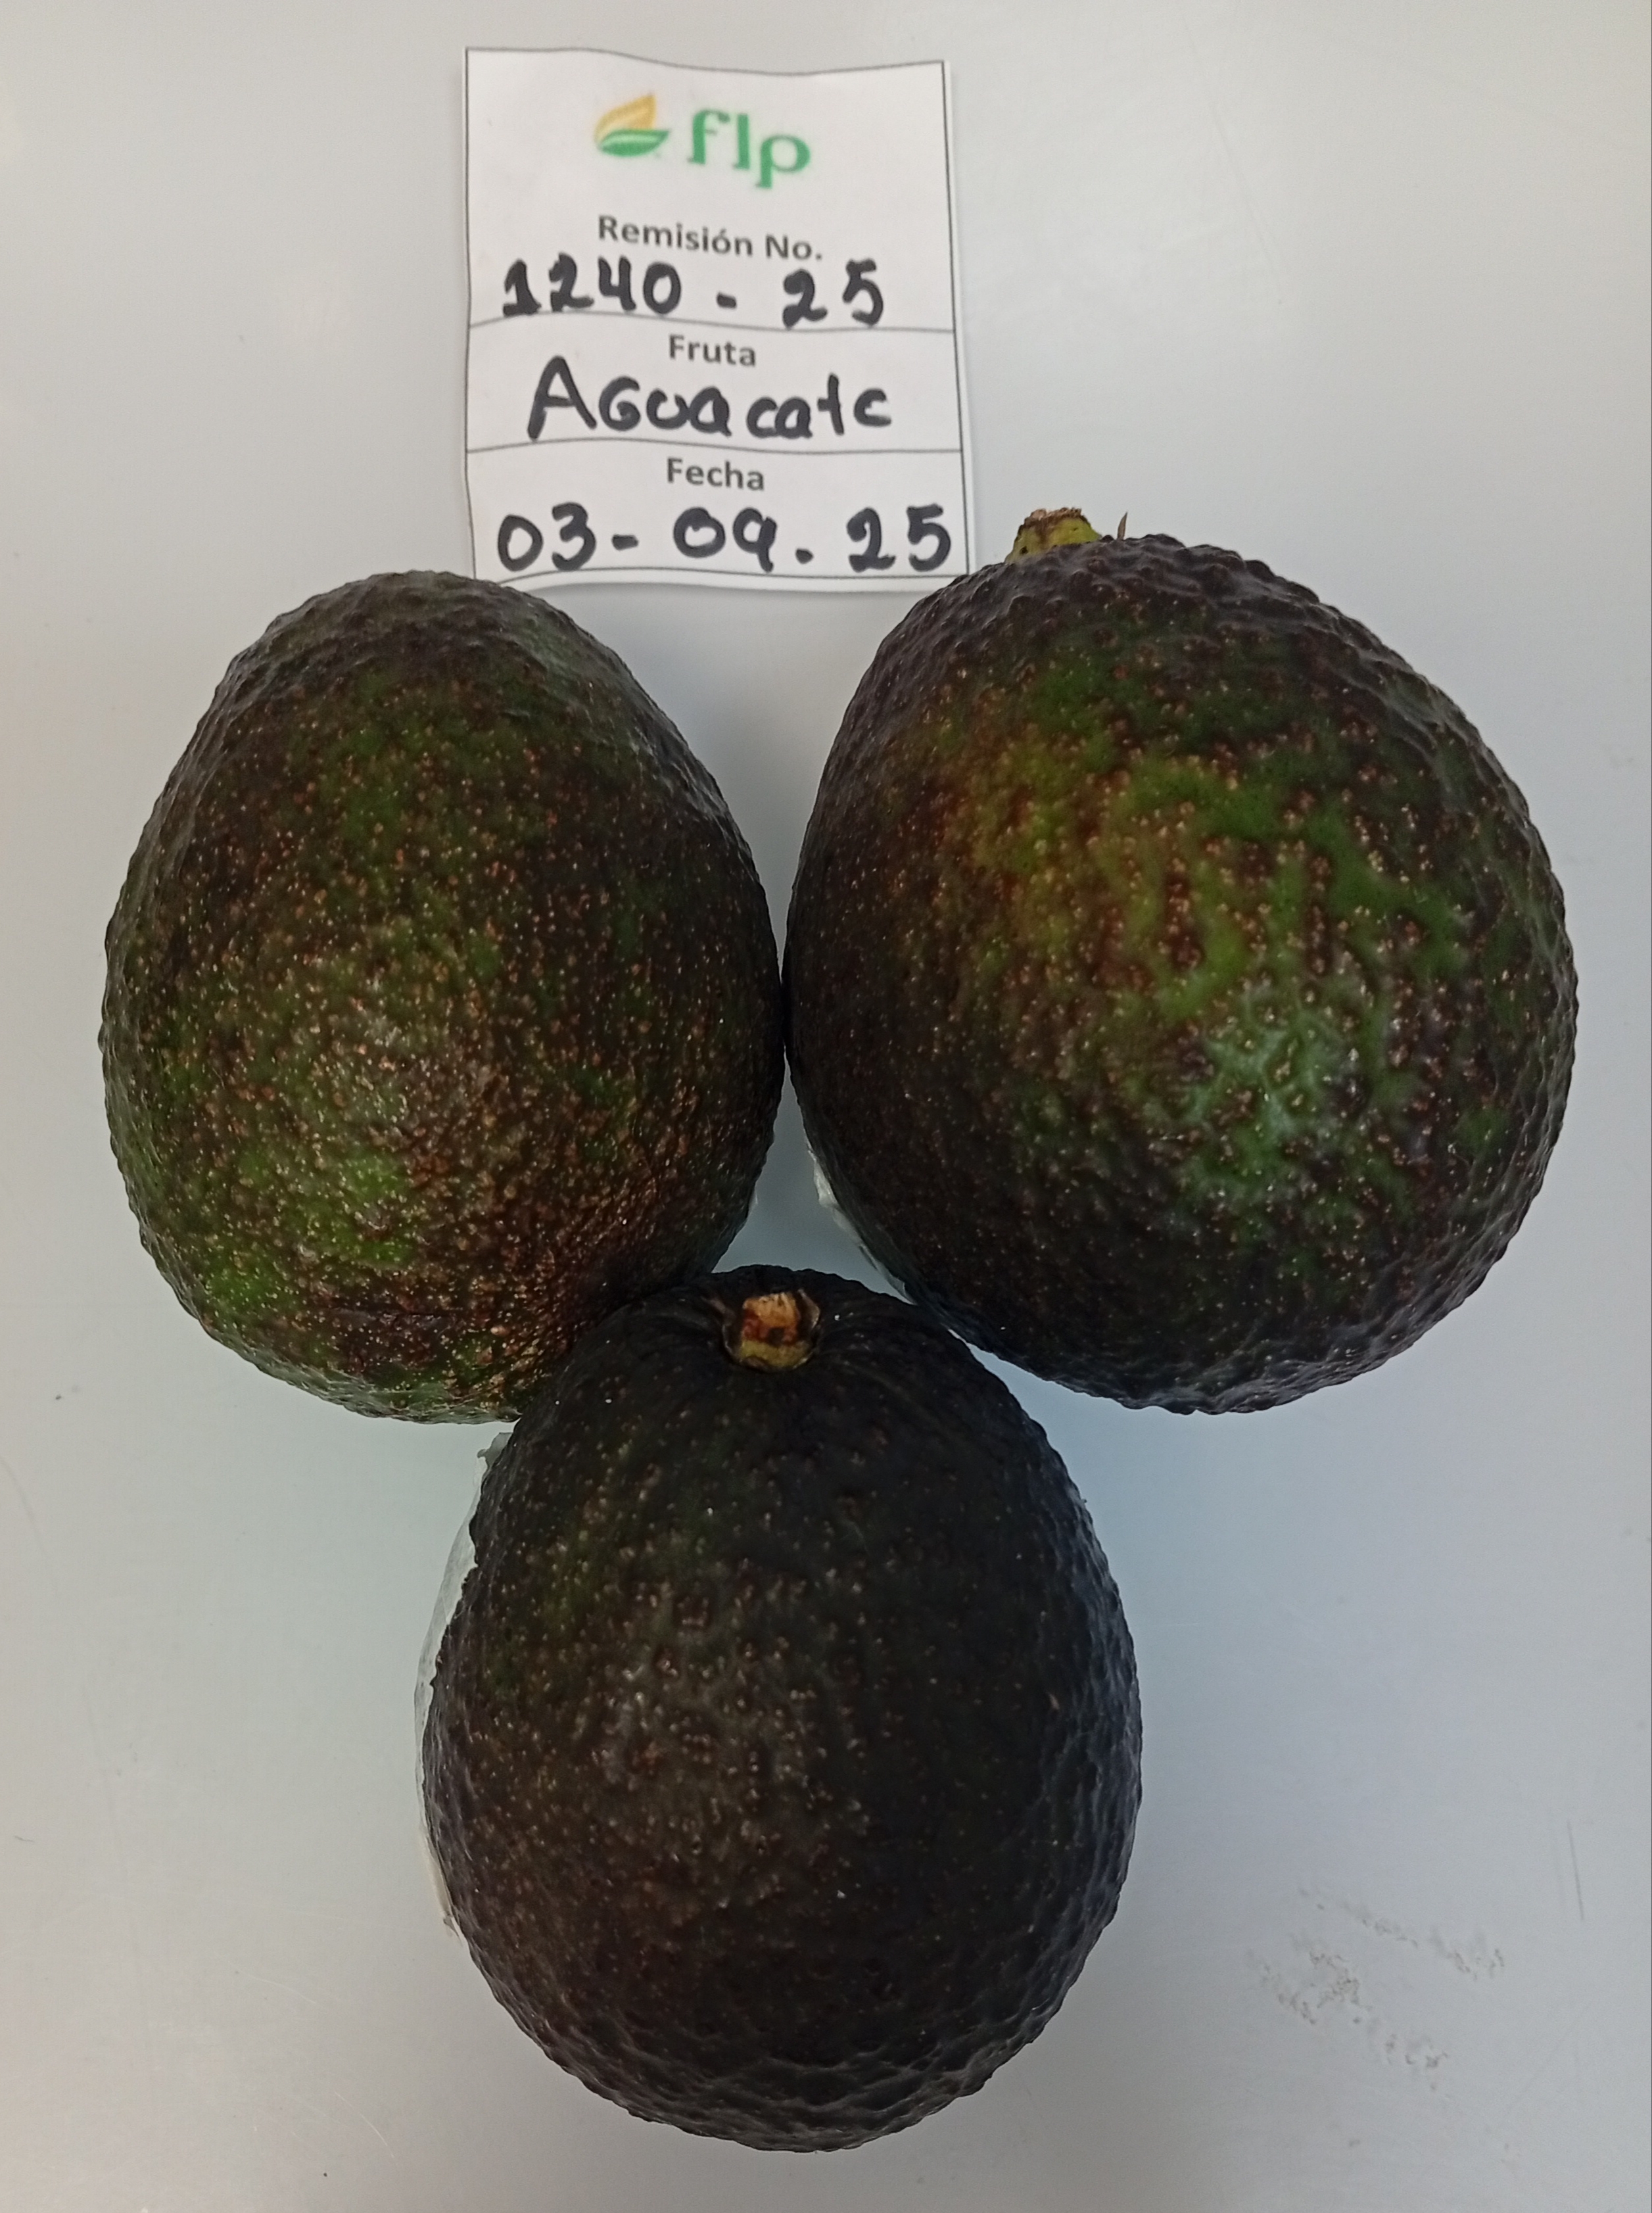 flp
Remisión No.
1240 - 25
Fruta
AGUacate
Fecha
03- 09. 25